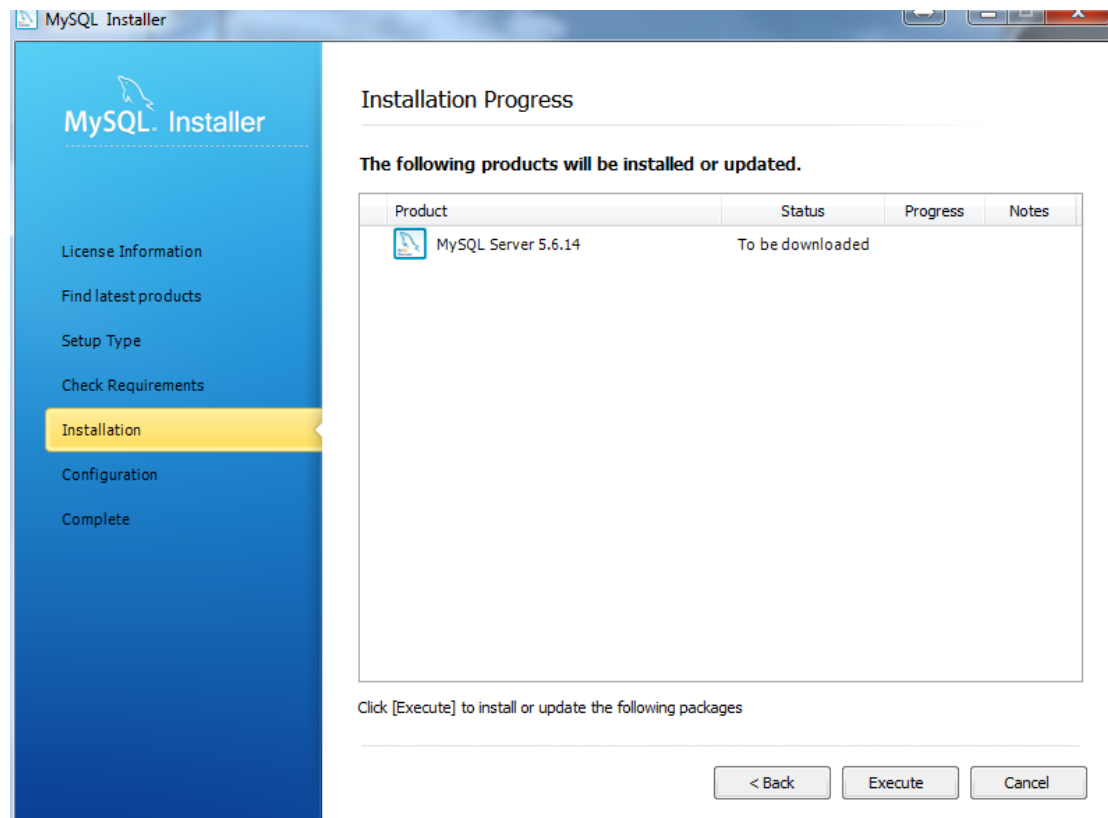 MySQL Installer
MySQL. Installer
License Information
Find latest products
Setup Type
Check Requirements
Installation
Configuration
Complete
Installation Progress
The following products will be installed or updated.
Product Status Progress Notes
MySQL Server 5.6.14 To be downloaded
Click [Execute] to install or update the following packages
< Back Execute Cancel